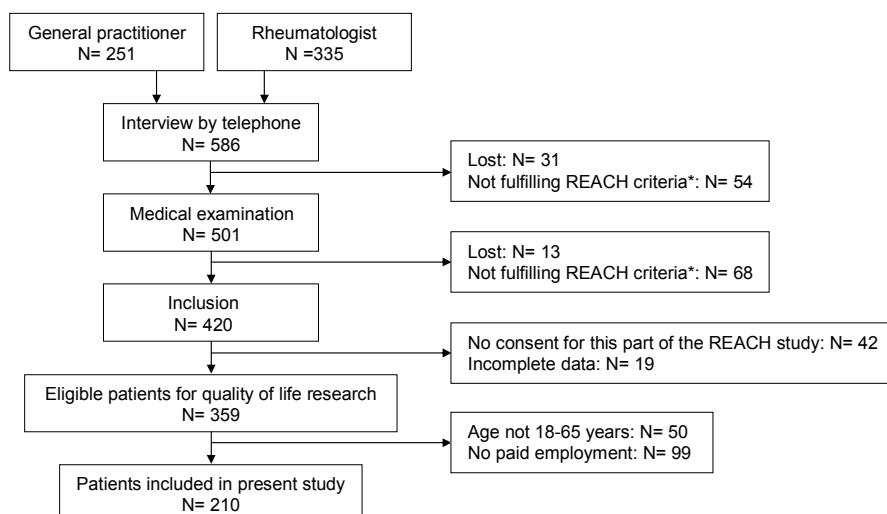 General practitioner
N= 251
Rheumatologist
N =335
Interview by telephone
N= 586
Lost: N= 31
Not fulfilling REACH criteria*: N= 54
Medical examination
N= 501
Lost: N= 13
Not fulfilling REACH criteria*: N= 68
Inclusion
N= 420
No consent for this part of the REACH study: N= 42
Incomplete data: N= 19
Eligible patients for quality of life research
N= 359
Age not 18-65 years: N= 50
No paid employment: N= 99
Patients included in present study
N= 210